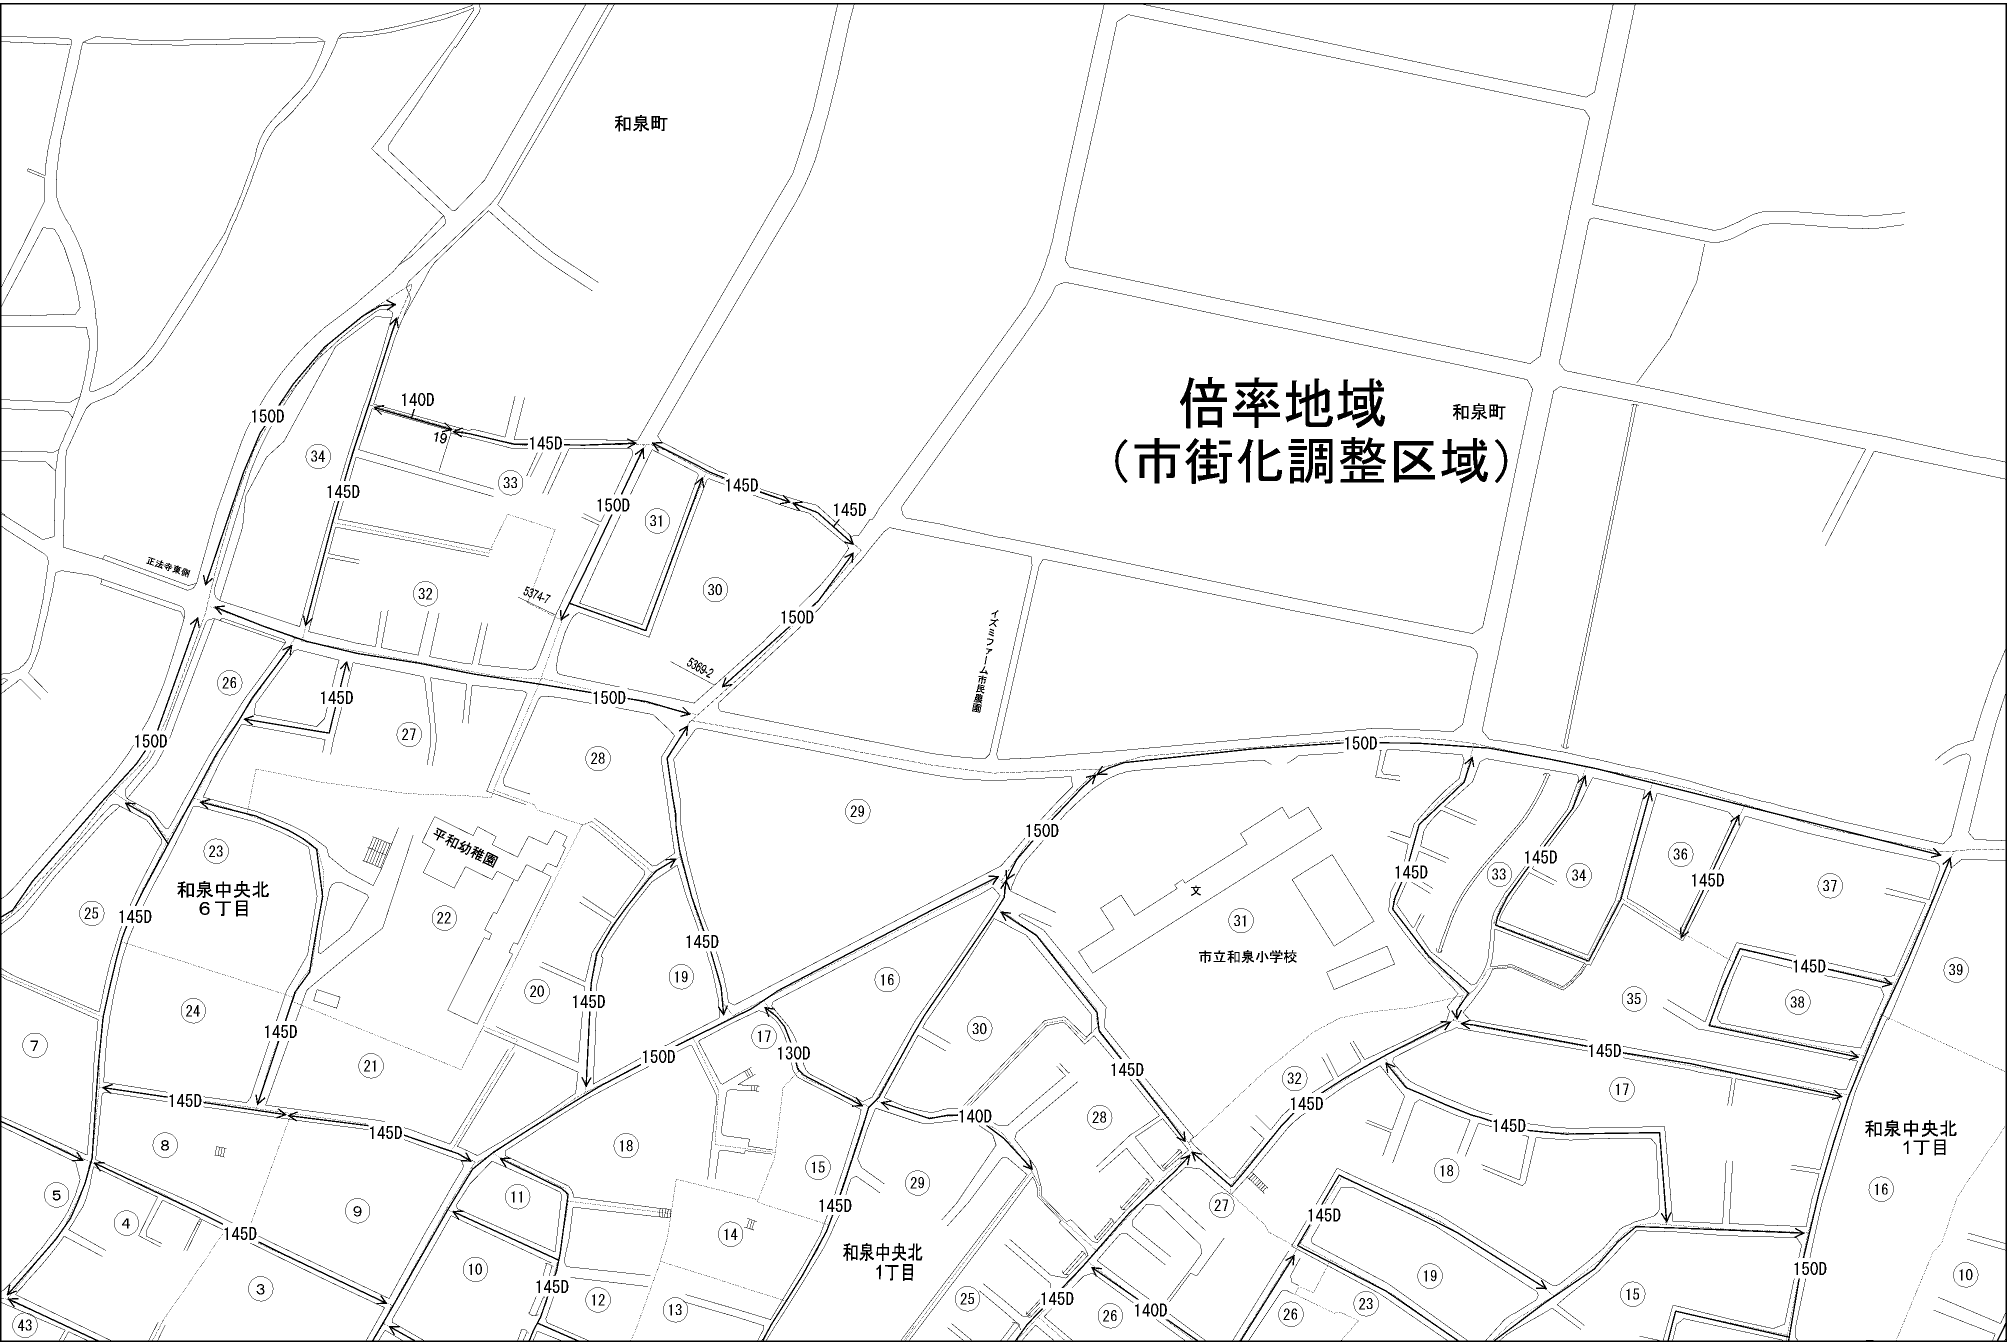 和泉町
倍率地域
(市街化調整区域)
和泉町
140D
150D
19
145D
145D
34
145D
33
150D
145D
31
正法寺東側
32
5374-7
30
150D
イズミファーム市民農園
5369-2
26
145D
150D
150D
27
28
150D
29
150D
145D
平和幼稚園
23
和泉中央北
6丁目
25
145D
22
145D
19
20
145D
16
文
31
市立和泉小学校
145D
33
145D
34
36
145D
37
145D
38
39
35
24
145D
21
7
150D
17
130D
30
145D
145D
32
145D
17
145D
145D
140D
28
8
18
15
29
145D
18
和泉中央北
1丁目
16
5
4
9
145D
11
14
145D
27
145D
和泉中央北
1丁目
10
145D
12
13
3
43
25
145D
26
140D
26
23
19
15
150D
10